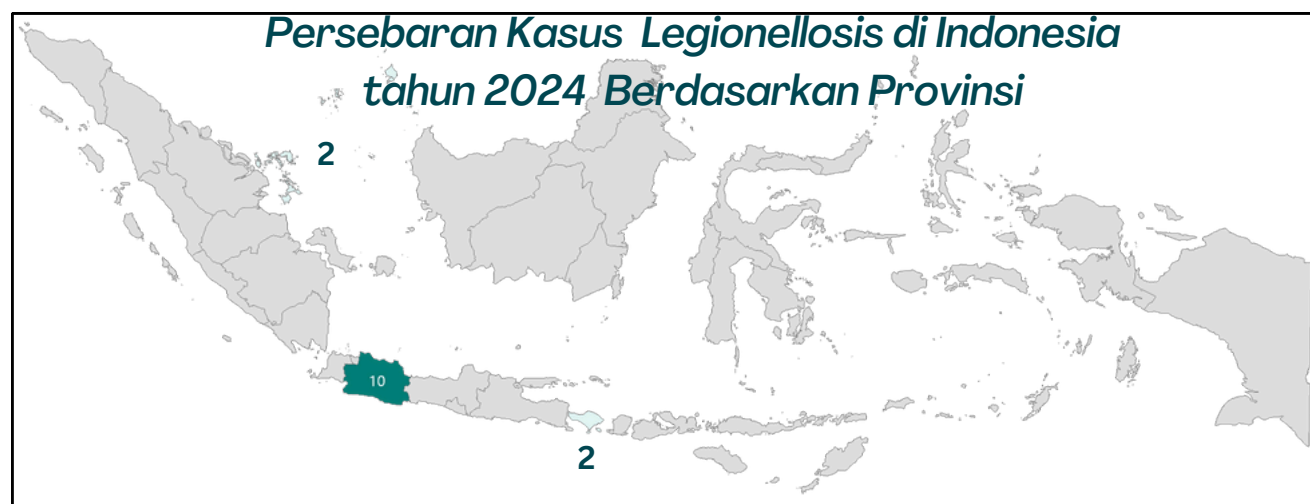 Persebaran Kasus Legionellosis di Indonesia
tahun 2024 Berdasarkan Provinsi
2
10
2